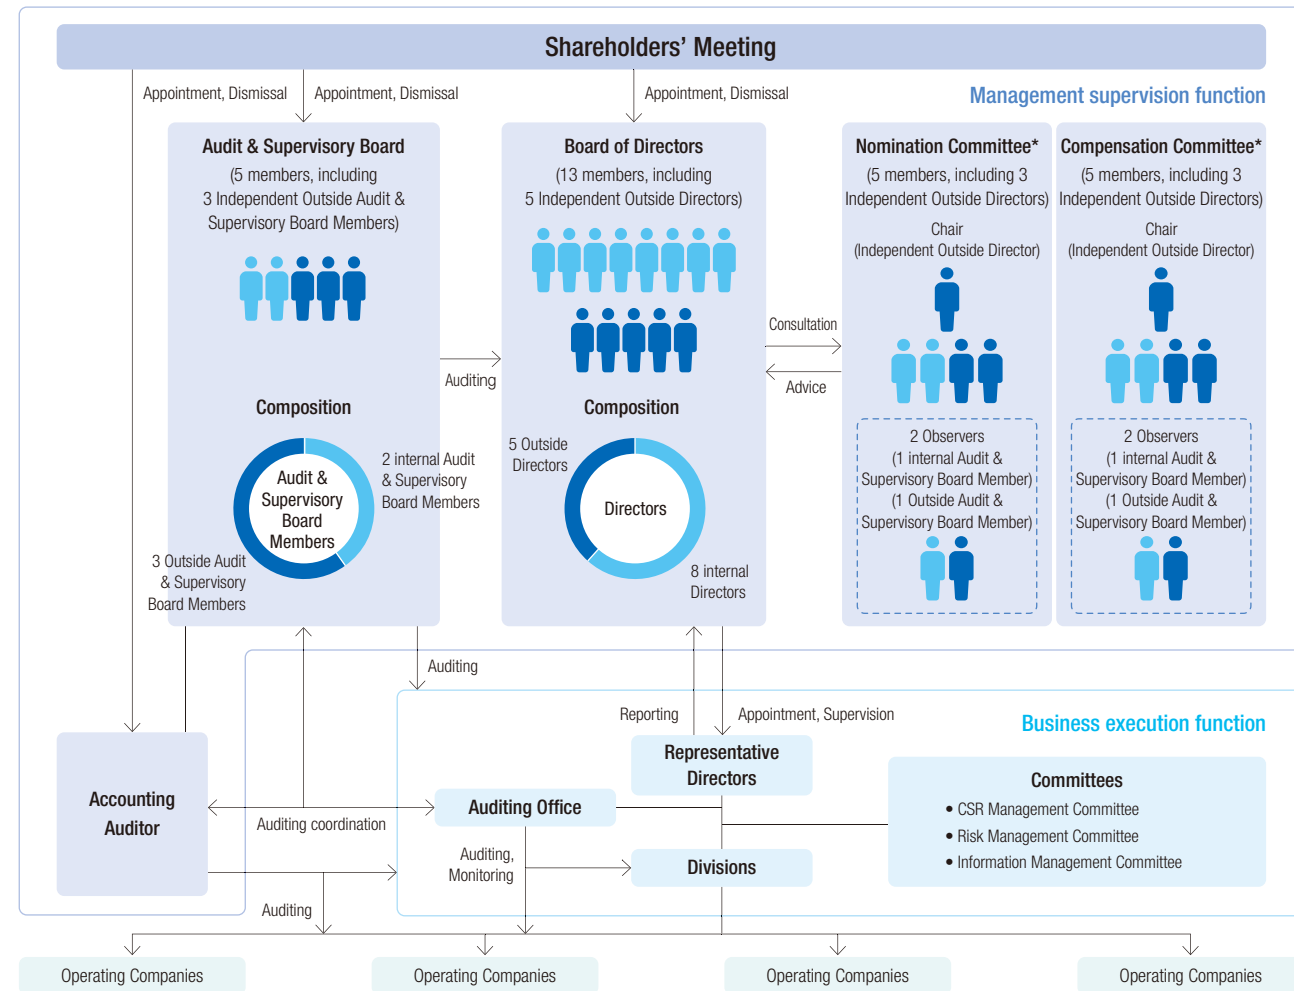 Shareholders’ Meeting
Appointment, Dismissal
Appointment, Dismissal
Appointment, Dismissal
Management supervision function
Audit & Supervisory Board
(5 members, including
3 Independent Outside Audit &
Supervisory Board Members)
Board of Directors
(13 members, including
5 Independent Outside Directors)
Nomination Committee*
(5 members, including 3
Independent Outside Directors)
Chair
(Independent Outside Director)
Compensation Committee*
(5 members, including 3
Independent Outside Directors)
Chair
(Independent Outside Director)
Auditing
Consultation
Advice
Composition
Audit &
Supervisory
Board
Members
2 internal Audit
& Supervisory
Board Members
3 Outside Audit
& Supervisory
Board Members
Composition
5 Outside
Directors
Directors
8 internal
Directors
2 Observers
(1 internal Audit &
Supervisory Board Member)
(1 Outside Audit &
Supervisory Board Member)
2 Observers
(1 internal Audit &
Supervisory Board Member)
(1 Outside Audit &
Supervisory Board Member)
Auditing
Reporting
Appointment, Supervision
Business execution function
Representative
Directors
Accounting
Auditor
Auditing coordination
Auditing Office
Committees
• CSR Management Committee
• Risk Management Committee
• Information Management Committee
Auditing,
Monitoring
Divisions
Auditing
Operating Companies
Operating Companies
Operating Companies
Operating Companies